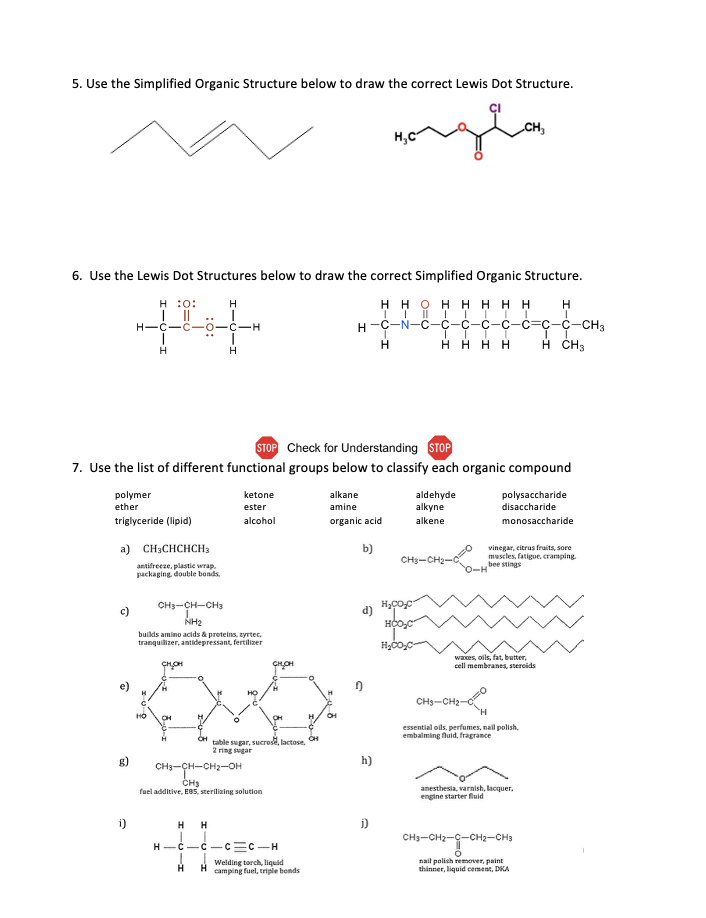 5. Use the Simplified Organic Structure below to draw the correct Lewis Dot Structure.
Cl
H₃C O CH₃
O
6. Use the Lewis Dot Structures below to draw the correct Simplified Organic Structure.
H :O: H
H—C—C—O—C—H
H H
H H O H H H H H H
H—C—N—C—C—C—C—C—C=C—C—CH₃
H H H H H H CH₃
STOP Check for Understanding STOP
7. Use the list of different functional groups below to classify each organic compound
polymer ketone alkane aldehyde polysaccharide
ether ester amine alkyne disaccharide
triglyceride (lipid) alcohol organic acid alkene monosaccharide
a) CH₃CHCHCH₃
antifreeze, plastic wrap,
packaging, double bonds,
b) CH₃—CH₂—C O O—H
vinegar, citrus fruits, sore
muscles, fatigue, cramping,
bee stings
c) CH₃—CH—CH₃
NH₂
builds amino acids & proteins, zyrtec,
tranquilizer, antidepressant, fertilizer
d) H₂CO₂C
HCO₂C
H₂CO₂C
waxes, oils, fat, butter,
cell membranes, steroids
e) CH₂OH CH₂OH
C O C O
H H H HO H H
C C C C
HO OH H O OH H OH
C C C C
H OH H OH
table sugar, sucrose, lactose,
2 ring sugar
f) CH₃—CH₂—C O H
essential oils, perfumes, nail polish,
embalming fluid, fragrance
g) CH₃—CH—CH₂—OH
CH₃
fuel additive, E85, sterilizing solution
h) O
anesthesia, varnish, lacquer,
engine starter fluid
i) H H
H—C—C—C≡C—H
H H
Welding torch, liquid
camping fuel, triple bonds
j) CH₃—CH₂—C—CH₂—CH₃
O
nail polish remover, paint
thinner, liquid cement, DKA